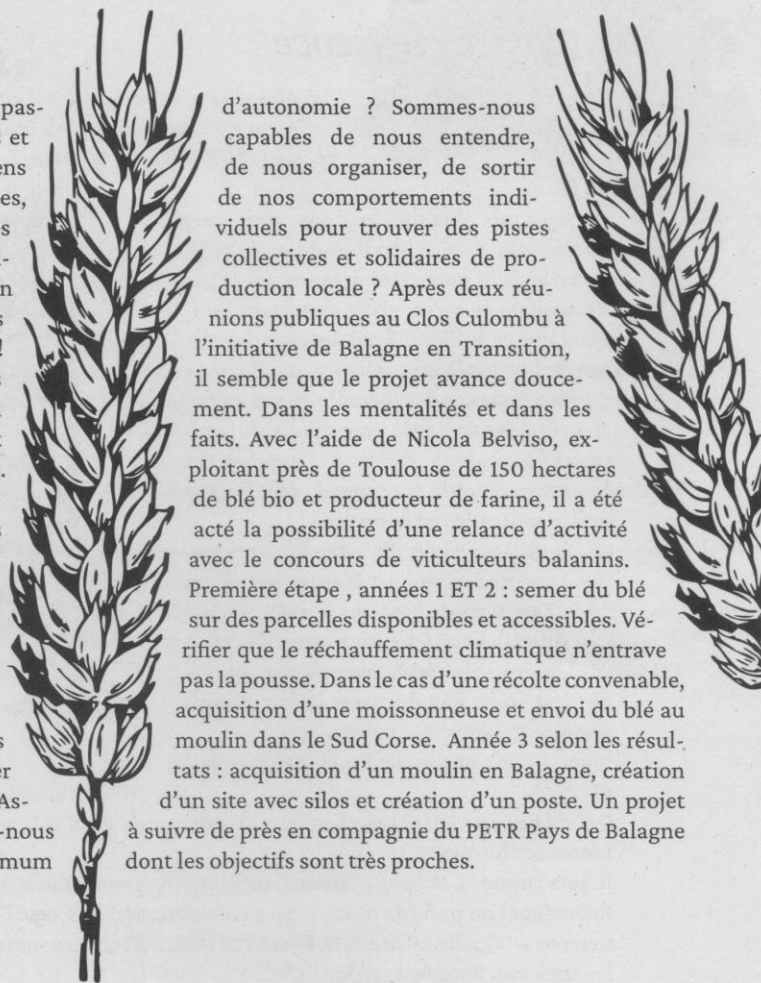 pas-
et
ens
es,
es
n
s
!
s
.
s
er
As-
-nous
mum
d’autonomie ? Sommes-nous
capables de nous entendre,
de nous organiser, de sortir
de nos comportements indi-
viduels pour trouver des pistes
collectives et solidaires de pro-
duction locale ? Après deux réu-
nions publiques au Clos Culombu à
l’initiative de Balagne en Transition,
il semble que le projet avance douce-
ment. Dans les mentalités et dans les
faits. Avec l’aide de Nicola Belviso, ex-
ploitant près de Toulouse de 150 hectares
de blé bio et producteur de farine, il a été
acté la possibilité d’une relance d’activité
avec le concours de viticulteurs balanins.
Première étape , années 1 ET 2 : semer du blé
sur des parcelles disponibles et accessibles. Vé-
rifier que le réchauffement climatique n’entrave
pas la pousse. Dans le cas d’une récolte convenable,
acquisition d’une moissonneuse et envoi du blé au
moulin dans le Sud Corse. Année 3 selon les résul-
tats : acquisition d’un moulin en Balagne, création
d’un site avec silos et création d’un poste. Un projet
à suivre de près en compagnie du PETR Pays de Balagne
dont les objectifs sont très proches.